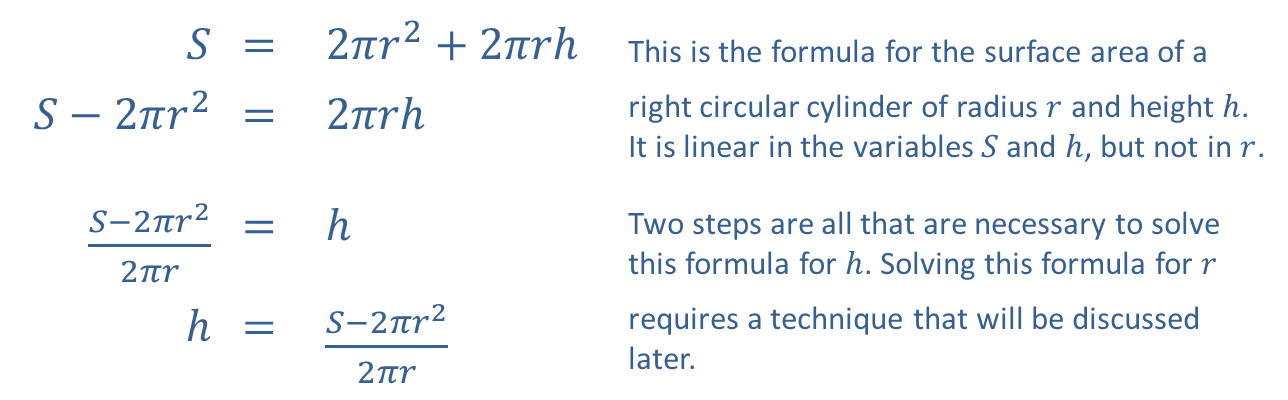 S = 2πr² + 2πrh
This is the formula for the surface area of a
S − 2πr² = 2πrh
right circular cylinder of radius r and height h.
It is linear in the variables S and h, but not in r.
(S−2πr²)/(2πr) = h
Two steps are all that are necessary to solve
this formula for h. Solving this formula for r
h = (S−2πr²)/(2πr)
requires a technique that will be discussed
later.